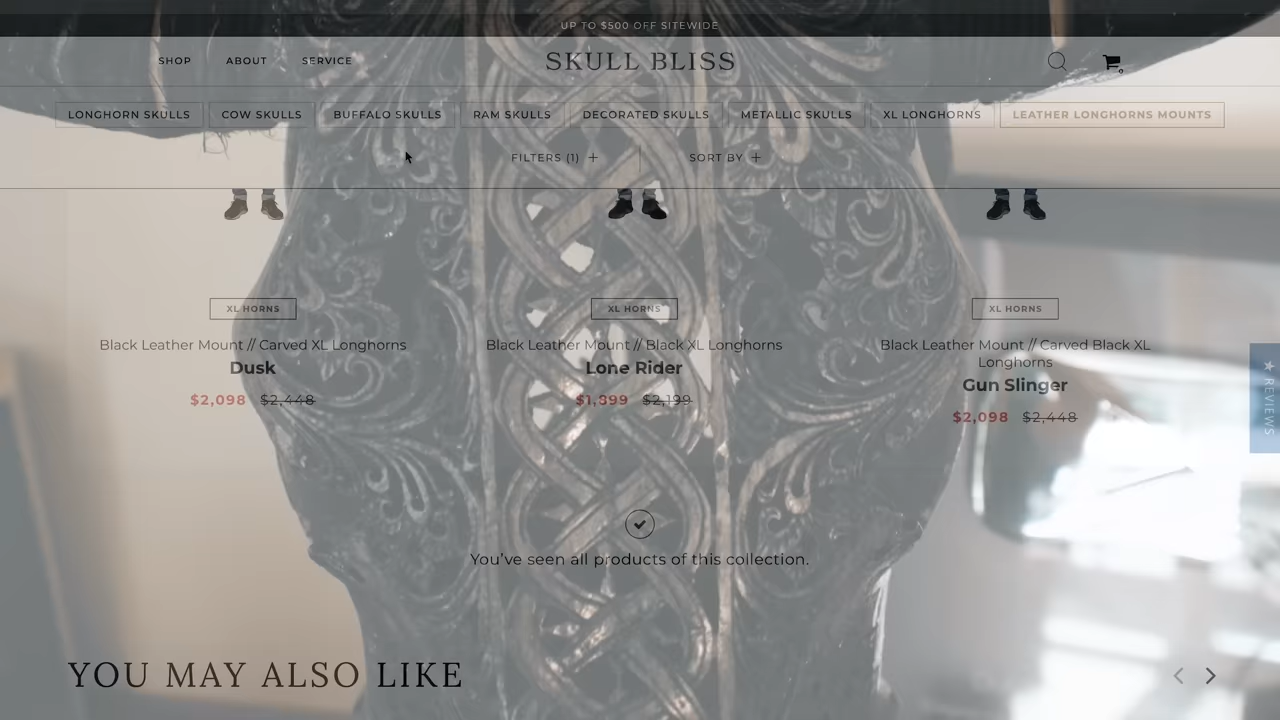 UP TO $500 OFF SITEWIDE
SHOP ABOUT SERVICE SKULL BLISS 0
LONGHORN SKULLS COW SKULLS BUFFALO SKULLS RAM SKULLS DECORATED SKULLS METALLIC SKULLS XL LONGHORNS LEATHER LONGHORNS MOUNTS
FILTERS (1) + SORT BY +
XL HORNS XL HORNS XL HORNS
Black Leather Mount // Carved XL Longhorns
Dusk
$2,098 $2,448
Black Leather Mount // Black XL Longhorns
Lone Rider
$1,899 $2,199
Black Leather Mount // Carved Black XL
Longhorns
Gun Slinger
$2,098 $2,448
★ REVIEWS
You've seen all products of this collection.
YOU MAY ALSO LIKE